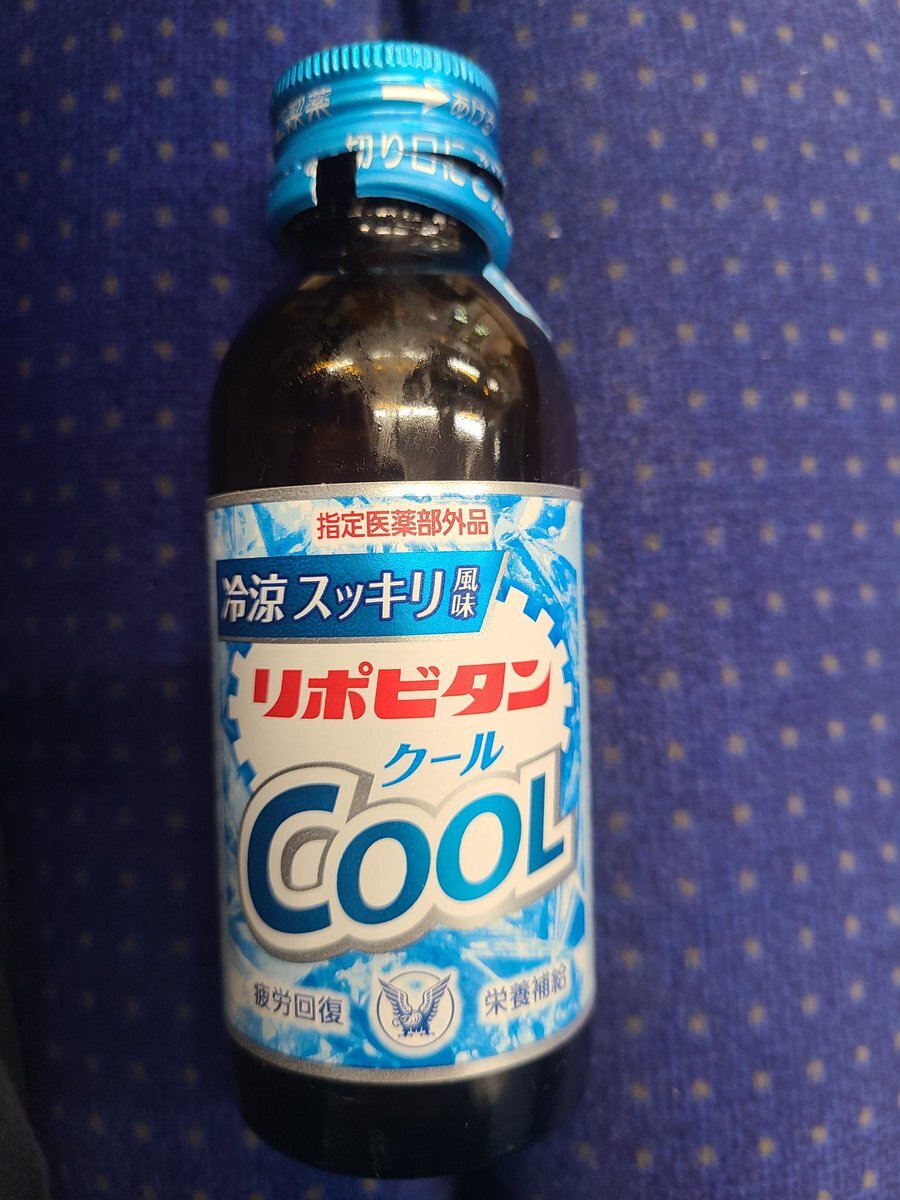 製薬 → あける
切り口に
指定医薬部外品
冷涼 スッキリ 風味
リポビタン
クール
COOL
疲労回復 栄養補給